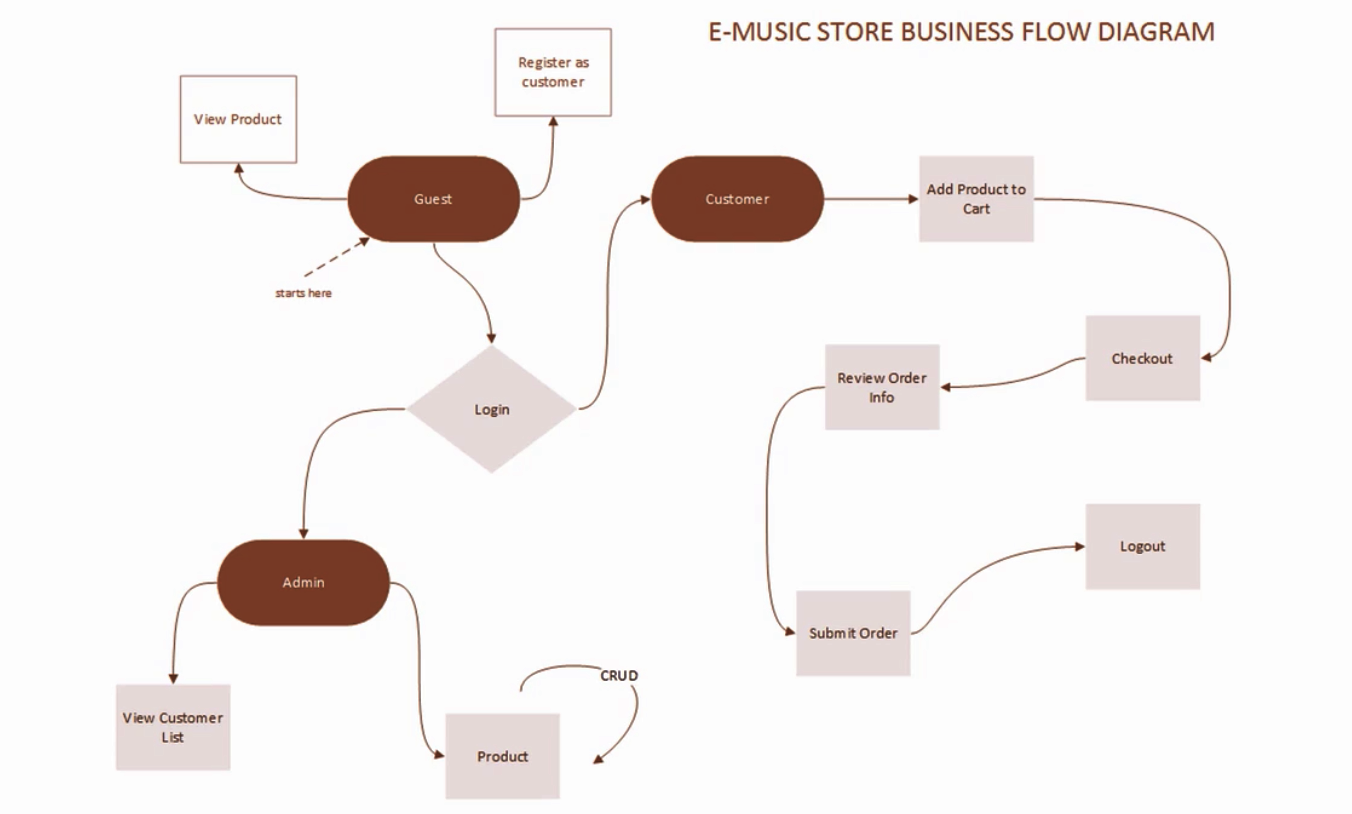 E-MUSIC STORE BUSINESS FLOW DIAGRAM
Register as
customer
View Product
Guest
Customer
Add Product to
Cart
starts here
Checkout
Review Order
Info
Login
Logout
Admin
Submit Order
CRUD
View Customer
List
Product